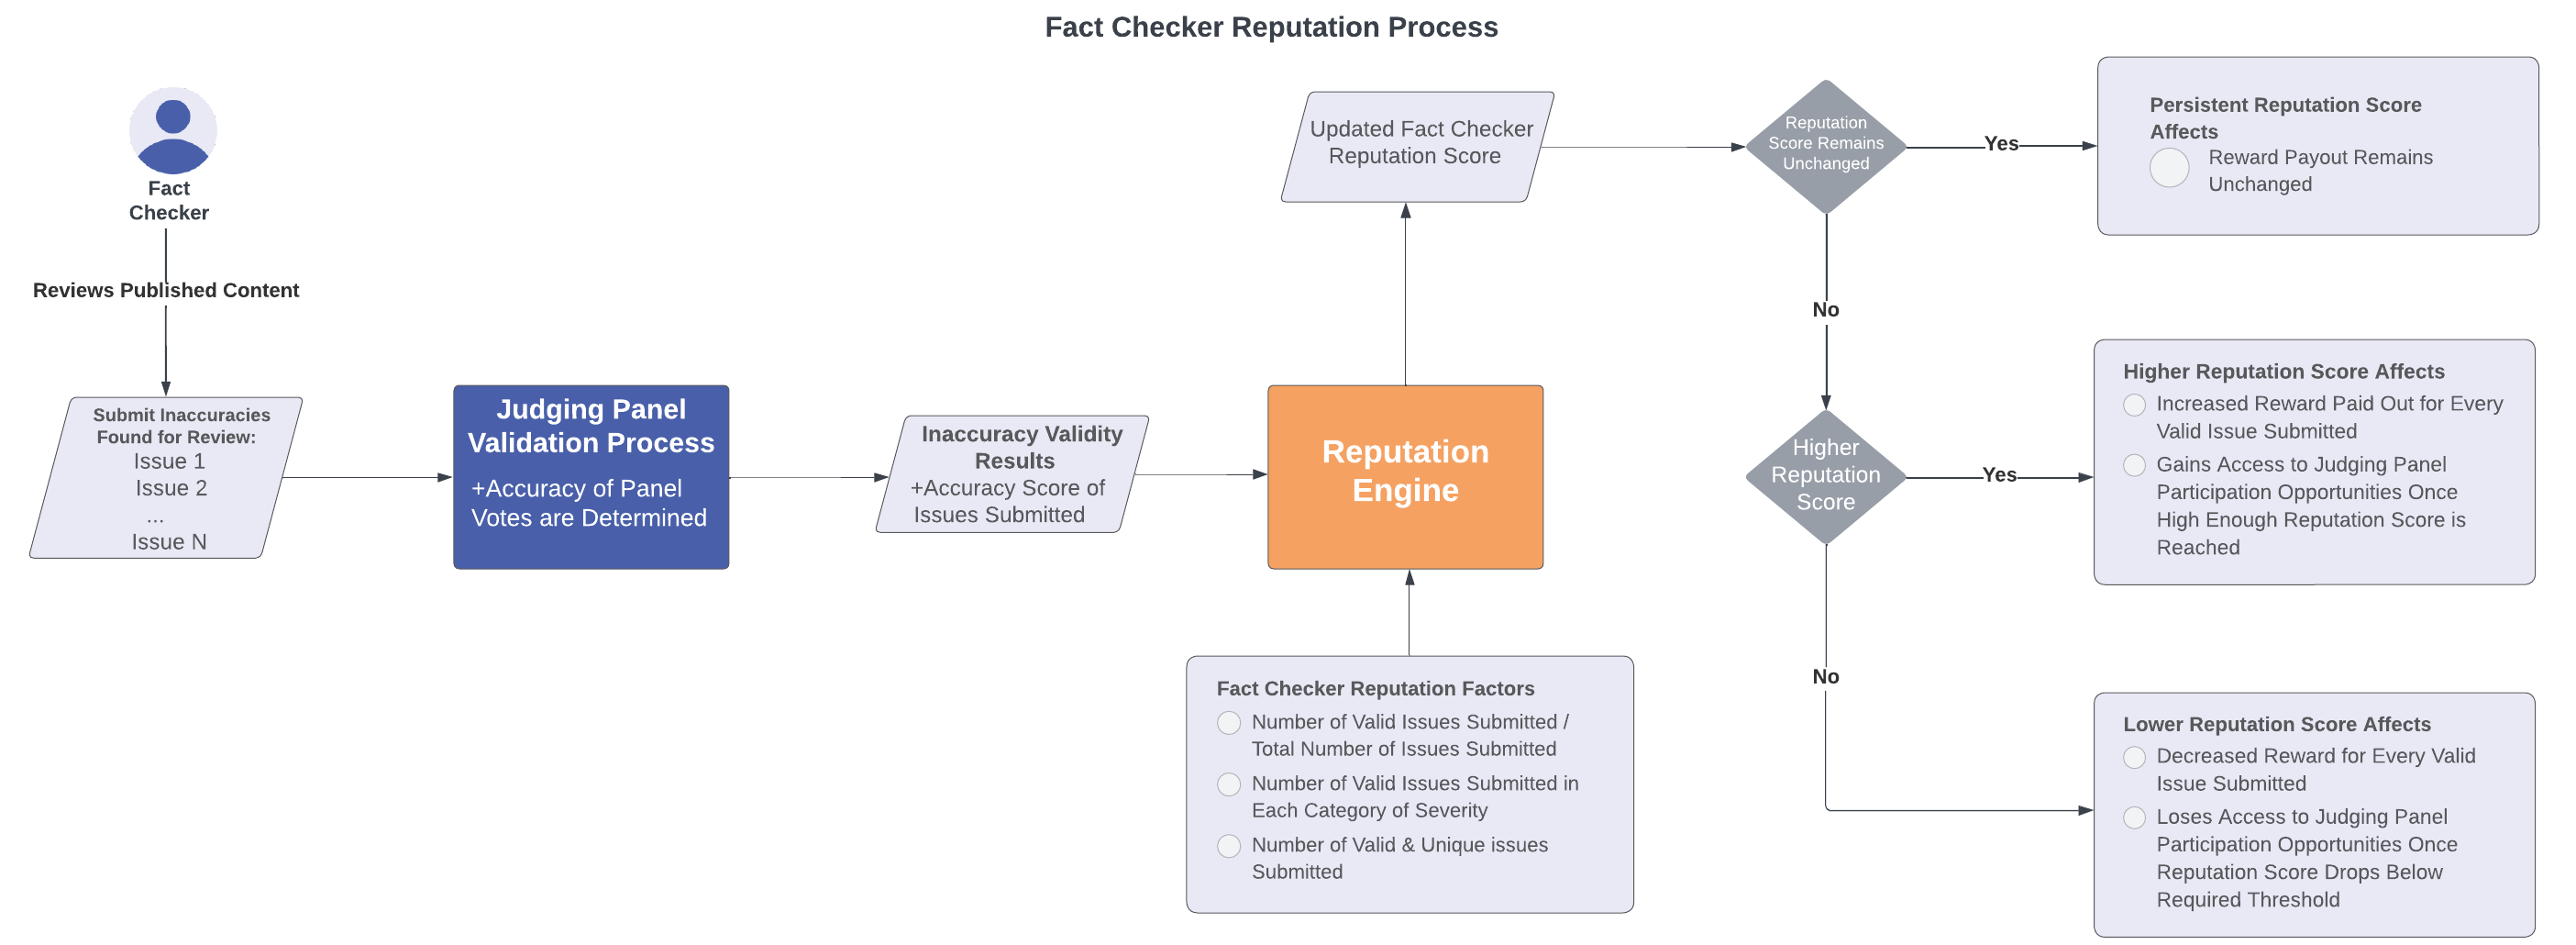 Fact Checker Reputation Process
Fact
Checker
Reviews Published Content
Submit Inaccuracies
Found for Review:
Issue 1
Issue 2
...
Issue N
Judging Panel
Validation Process
+Accuracy of Panel
Votes are Determined
Inaccuracy Validity
Results
+Accuracy Score of
Issues Submitted
Reputation
Engine
Fact Checker Reputation Factors
Number of Valid Issues Submitted /
Total Number of Issues Submitted
Number of Valid Issues Submitted in
Each Category of Severity
Number of Valid & Unique issues
Submitted
Updated Fact Checker
Reputation Score
Reputation
Score Remains
Unchanged
Yes
Persistent Reputation Score
Affects
Reward Payout Remains
Unchanged
No
Higher
Reputation
Score
Yes
Higher Reputation Score Affects
Increased Reward Paid Out for Every
Valid Issue Submitted
Gains Access to Judging Panel
Participation Opportunities Once
High Enough Reputation Score is
Reached
No
Lower Reputation Score Affects
Decreased Reward for Every Valid
Issue Submitted
Loses Access to Judging Panel
Participation Opportunities Once
Reputation Score Drops Below
Required Threshold